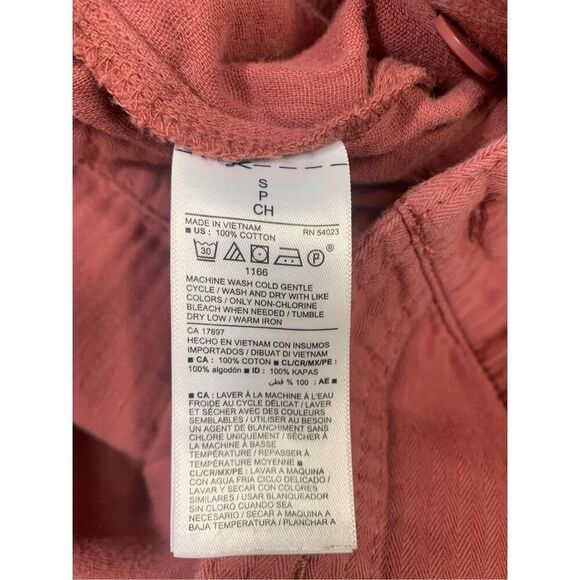 S
P
CH
MADE IN VIETNAM RN 54023
■ US : 100% COTTON
30 P ®
1166
MACHINE WASH COLD GENTLE
CYCLE / WASH AND DRY WITH LIKE
COLORS / ONLY NON-CHLORINE
BLEACH WHEN NEEDED / TUMBLE
DRY LOW / WARM IRON
CA 17897
HECHO EN VIETNAM CON INSUMOS
IMPORTADOS / DIBUAT DI VIETNAM
■ CA : 100% COTON ■ CL/CR/MX/PE :
100% algodón ■ ID : 100% KAPAS
■ AE : 100 % قطن
■ CA : LAVER À LA MACHINE À L'EAU
FROIDE AU CYCLE DÉLICAT / LAVER
ET SÉCHER AVEC DES COULEURS
SEMBLABLES / UTILISER AU BESOIN
UN AGENT DE BLANCHIMENT SANS
CHLORE UNIQUEMENT / SÉCHER À
LA MACHINE À BASSE
TEMPÉRATURE / REPASSER À
TEMPÉRATURE MOYENNE ■
CL/CR/MX/PE : LAVAR A MAQUINA
CON AGUA FRIA CICLO DELICADO /
LAVAR Y SECAR CON COLORES
SIMILARES / USAR BLANQUEADOR
SIN CLORO CUANDO SEA
NECESARIO / SECAR A MAQUINA A
BAJA TEMPERATURA / PLANCHAR A